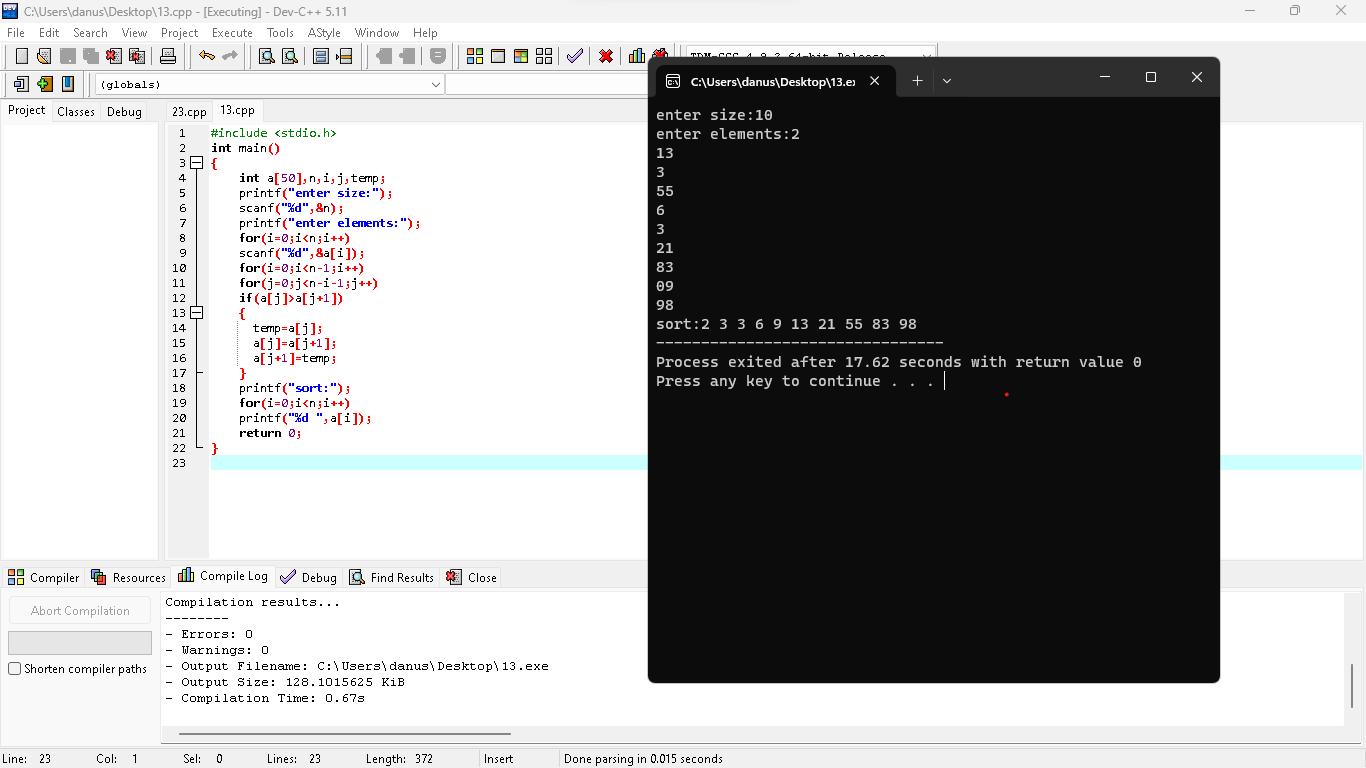 C:\Users\danus\Desktop\13.cpp - [Executing] - Dev-C++ 5.11
File Edit Search View Project Execute Tools AStyle Window Help
(globals)
Project Classes Debug
23.cpp 13.cpp
1 #include <stdio.h>
2 int main()
3 {
4 int a[50],n,i,j,temp;
5 printf("enter size:");
6 scanf("%d",&n);
7 printf("enter elements:");
8 for(i=0;i<n;i++)
9 scanf("%d",&a[i]);
10 for(i=0;i<n-1;i++)
11 for(j=0;j<n-i-1;j++)
12 if(a[j]>a[j+1])
13 {
14 temp=a[j];
15 a[j]=a[j+1];
16 a[j+1]=temp;
17 }
18 printf("sort:");
19 for(i=0;i<n;i++)
20 printf("%d ",a[i]);
21 return 0;
22 }
23
C:\Users\danus\Desktop\13.e
enter size:10
enter elements:2
13
3
55
6
3
21
83
09
98
sort:2 3 3 6 9 13 21 55 83 98
--------------------------------
Process exited after 17.62 seconds with return value 0
Press any key to continue . . .
Compiler Resources Compile Log Debug Find Results Close
Abort Compilation
Shorten compiler paths
Compilation results...
--------
- Errors: 0
- Warnings: 0
- Output Filename: C:\Users\danus\Desktop\13.exe
- Output Size: 128.1015625 KiB
- Compilation Time: 0.67s
Line: 23 Col: 1 Sel: 0 Lines: 23 Length: 372 Insert Done parsing in 0.015 seconds